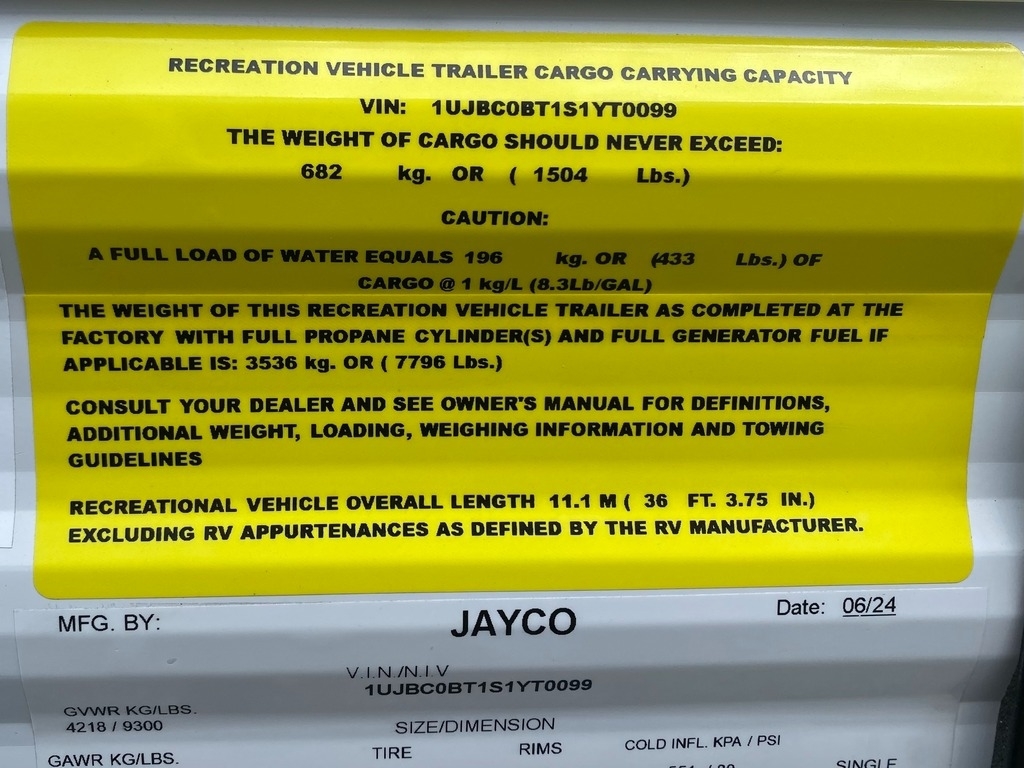 RECREATION VEHICLE TRAILER CARGO CARRYING CAPACITY
VIN: 1UJBC0BT1S1YT0099
THE WEIGHT OF CARGO SHOULD NEVER EXCEED:
682 kg. OR ( 1504 Lbs.)
CAUTION:
A FULL LOAD OF WATER EQUALS 196 kg. OR (433 Lbs.) OF
CARGO @ 1 kg/L (8.3Lb/GAL)
THE WEIGHT OF THIS RECREATION VEHICLE TRAILER AS COMPLETED AT THE
FACTORY WITH FULL PROPANE CYLINDER(S) AND FULL GENERATOR FUEL IF
APPLICABLE IS: 3536 kg. OR ( 7796 Lbs.)
CONSULT YOUR DEALER AND SEE OWNER'S MANUAL FOR DEFINITIONS,
ADDITIONAL WEIGHT, LOADING, WEIGHING INFORMATION AND TOWING
GUIDELINES
RECREATIONAL VEHICLE OVERALL LENGTH 11.1 M ( 36 FT. 3.75 IN.)
EXCLUDING RV APPURTENANCES AS DEFINED BY THE RV MANUFACTURER.
MFG. BY: JAYCO Date: 06/24
V.I.N./N.I.V
1UJBC0BT1S1YT0099
GVWR KG/LBS.
4218 / 9300 SIZE/DIMENSION
GAWR KG/LBS. TIRE RIMS COLD INFL. KPA / PSI
SINGLE